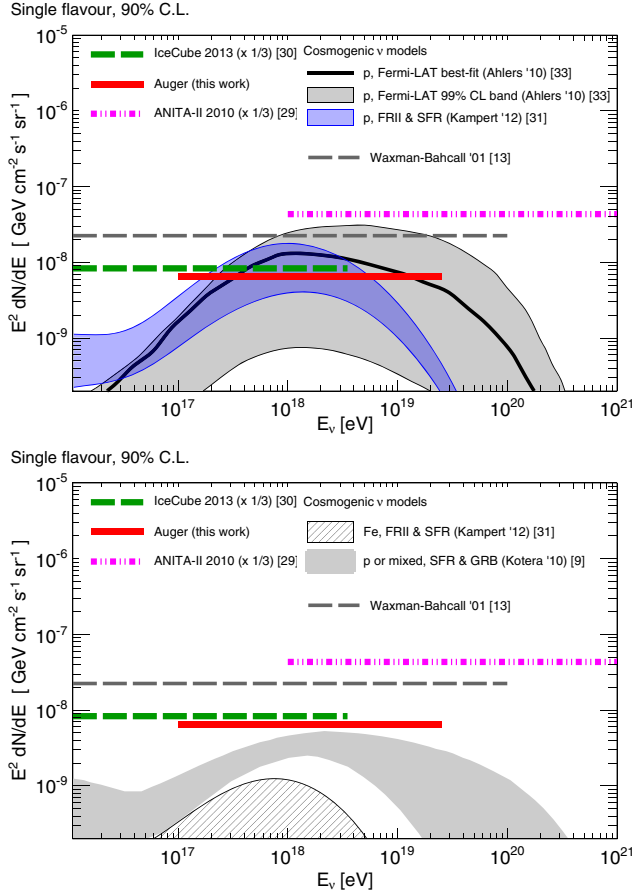 Single flavour, 90% C.L.
10^-5
10^-6
10^-7
10^-8
10^-9
E² dN/dE [ GeV cm^-2 s^-1 sr^-1 ]
IceCube 2013 (x 1/3) [30]
Auger (this work)
ANITA-II 2010 (x 1/3) [29]
Cosmogenic ν models
p, Fermi-LAT best-fit (Ahlers '10) [33]
p, Fermi-LAT 99% CL band (Ahlers '10) [33]
p, FRII & SFR (Kampert '12) [31]
Waxman-Bahcall '01 [13]
10^17 10^18 10^19 10^20 10^21
E_ν [eV]
Single flavour, 90% C.L.
10^-5
10^-6
10^-7
10^-8
10^-9
E² dN/dE [ GeV cm^-2 s^-1 sr^-1 ]
IceCube 2013 (x 1/3) [30]
Auger (this work)
ANITA-II 2010 (x 1/3) [29]
Cosmogenic ν models
Fe, FRII & SFR (Kampert '12) [31]
p or mixed, SFR & GRB (Kotera '10) [9]
Waxman-Bahcall '01 [13]
10^17 10^18 10^19 10^20 10^21
E_ν [eV]